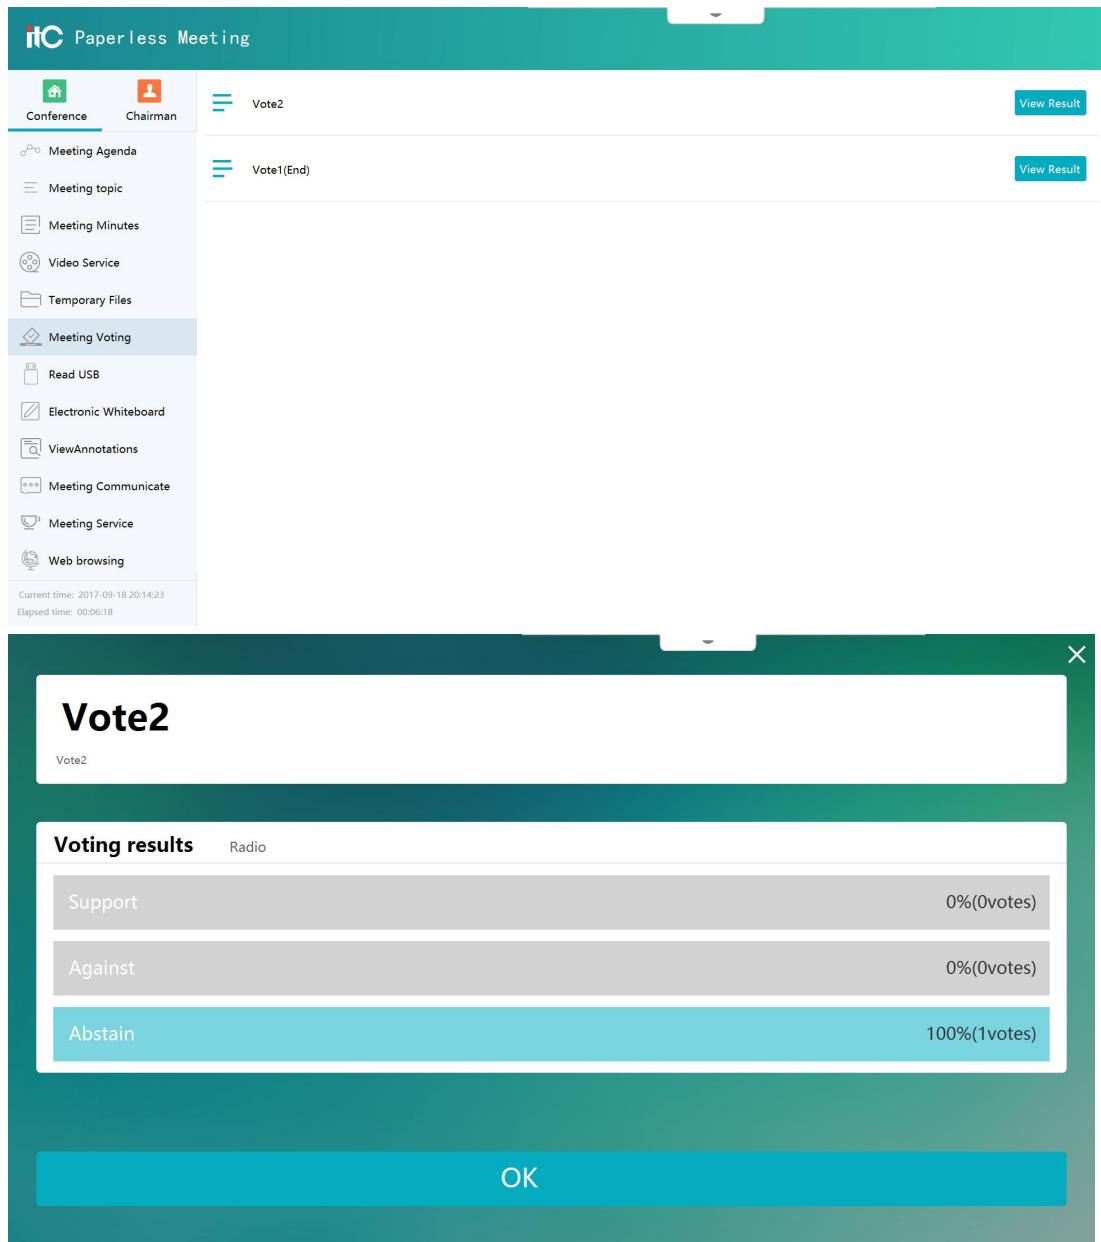 itC Paperless Meeting
Conference Chairman
Meeting Agenda
Meeting topic
Meeting Minutes
Video Service
Temporary Files
Meeting Voting
Read USB
Electronic Whiteboard
ViewAnnotations
Meeting Communicate
Meeting Service
Web browsing
Current time: 2017-09-18 20:14:23
Elapsed time: 00:06:18
Vote2 View Result
Vote1(End) View Result
Vote2
Vote2
Voting results Radio
Support 0%(0votes)
Against 0%(0votes)
Abstain 100%(1votes)
OK